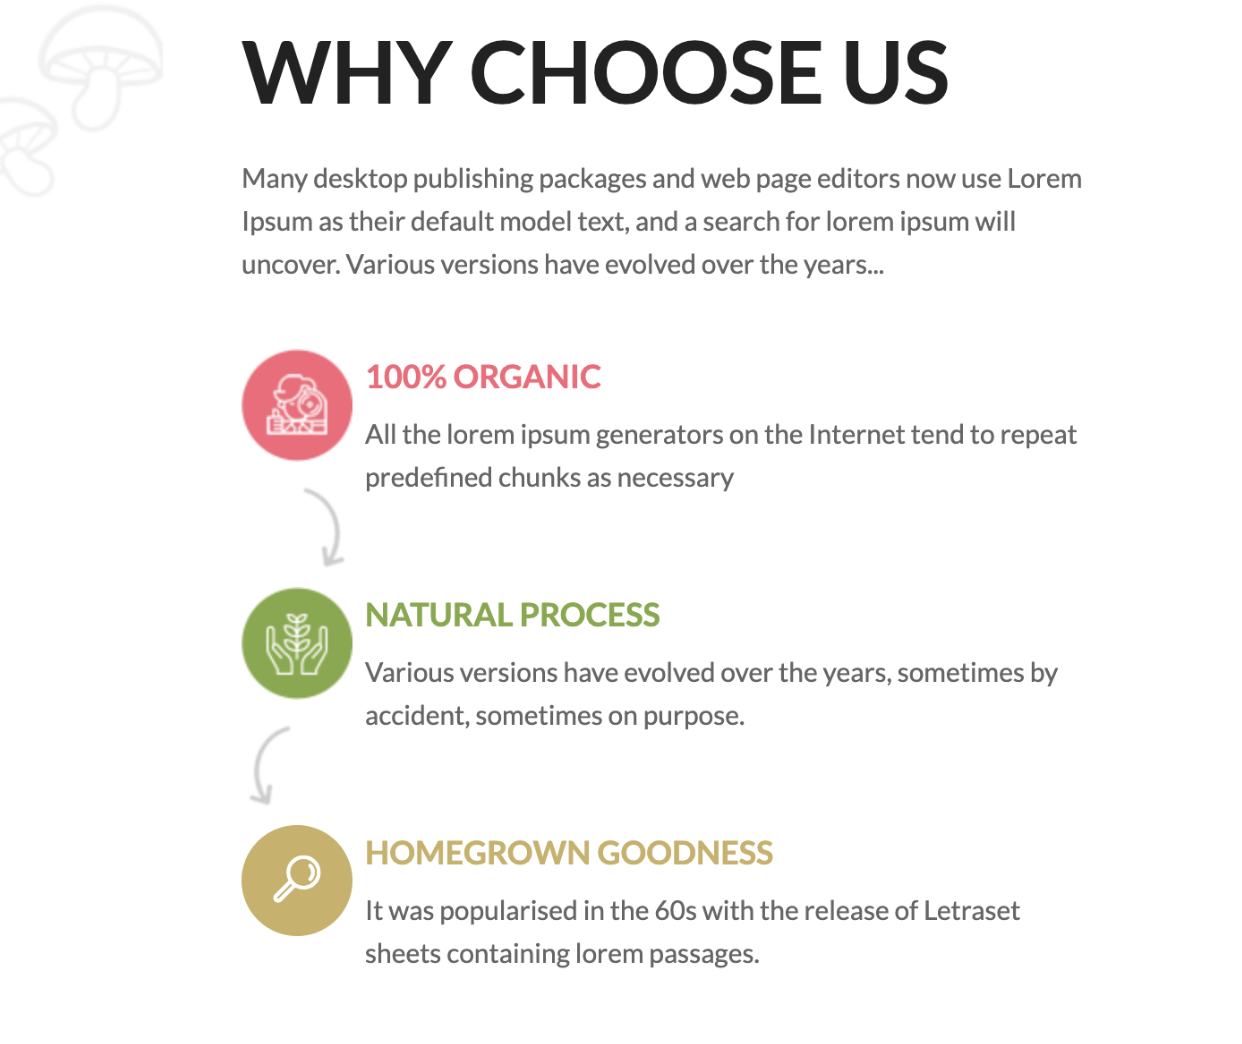 WHY CHOOSE US
Many desktop publishing packages and web page editors now use Lorem
Ipsum as their default model text, and a search for lorem ipsum will
uncover. Various versions have evolved over the years...
100% ORGANIC
All the lorem ipsum generators on the Internet tend to repeat
predefined chunks as necessary
NATURAL PROCESS
Various versions have evolved over the years, sometimes by
accident, sometimes on purpose.
HOMEGROWN GOODNESS
It was popularised in the 60s with the release of Letraset
sheets containing lorem passages.